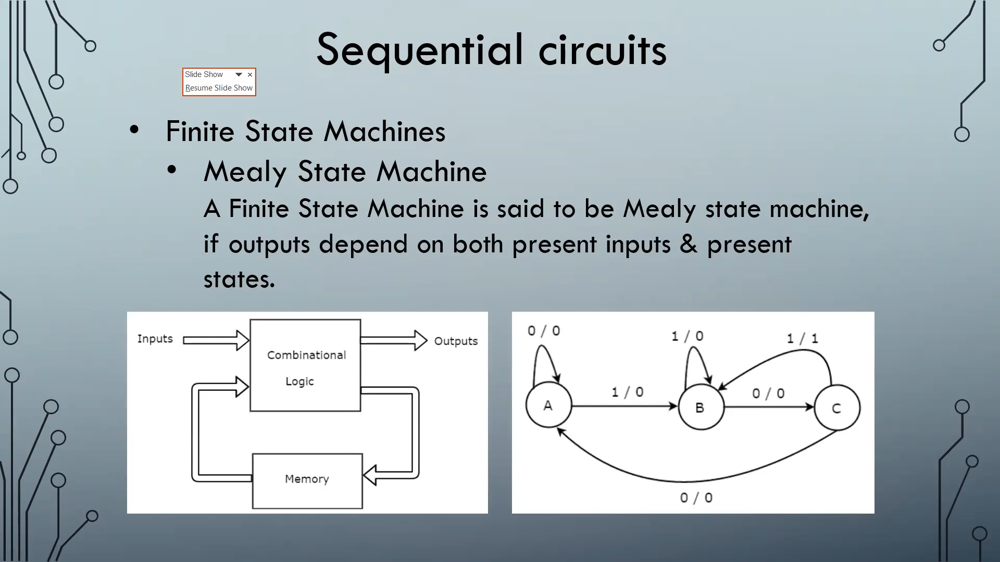 Sequential circuits
Slide Show
Resume Slide Show
• Finite State Machines
• Mealy State Machine
A Finite State Machine is said to be Mealy state machine,
if outputs depend on both present inputs & present
states.
Inputs
Outputs
Combinational
Logic
Memory
0 / 0
1 / 0
1 / 1
1 / 0
0 / 0
A
B
C
0 / 0